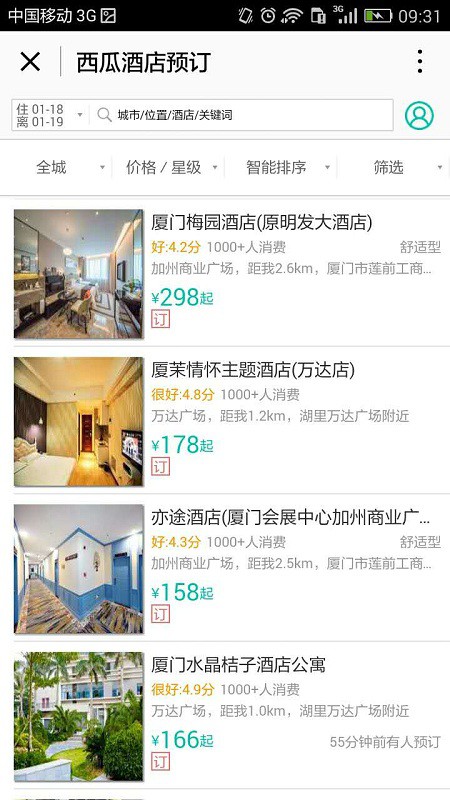 中国移动 3G
3G
09:31
西瓜酒店预订
住 01-18
离 01-19
城市/位置/酒店/关键词
全城
价格 / 星级
智能排序
筛选
厦门梅园酒店(原明发大酒店)
好:4.2分 1000+人消费 舒适型
加州商业广场，距我2.6km，厦门市莲前工商...
¥298起
订
厦茉情怀主题酒店(万达店)
很好:4.8分 1000+人消费
万达广场，距我1.2km，湖里万达广场附近
¥178起
订
亦途酒店(厦门会展中心加州商业广...
好:4.3分 1000+人消费 舒适型
加州商业广场，距我2.5km，厦门市莲前工商...
¥158起
订
厦门水晶桔子酒店公寓
很好:4.9分 1000+人消费
万达广场，距我1.0km，湖里万达广场附近
¥166起 55分钟前有人预订
订